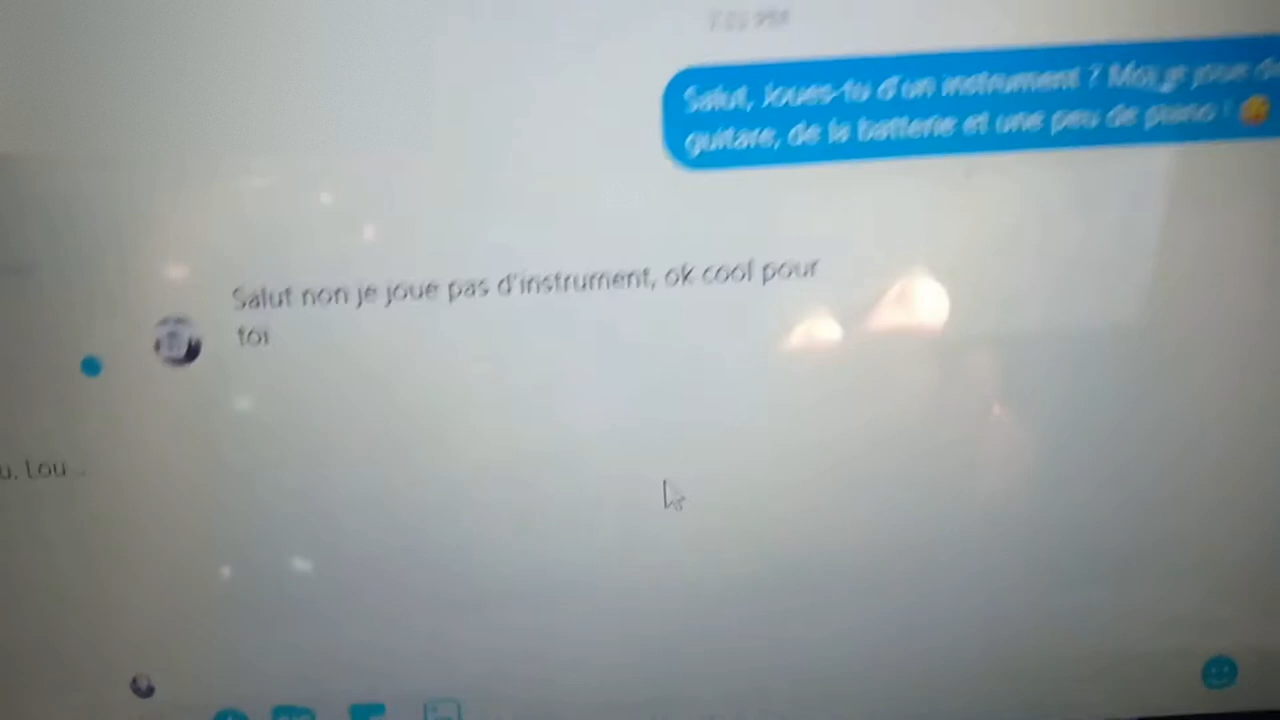 Salut, Joues-tu d'un instrument ? Moi je joue de
guitare, de la batterie et une peu de piano !
Salut non je joue pas d'instrument, ok cool pour
toi
u, Lou...